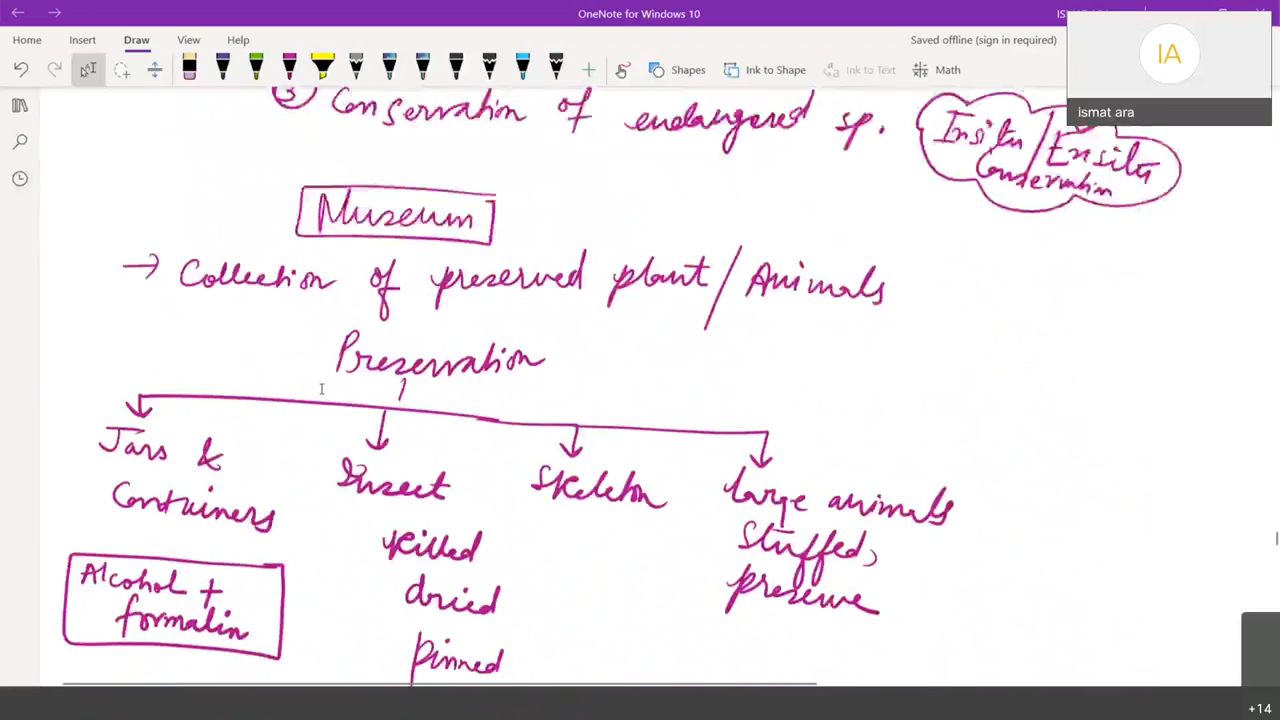 OneNote for Windows 10
Home Insert Draw View Help
Saved offline (sign in required)
Shapes Ink to Shape Ink to Text Math
IA
ismat ara
③ Conservation of endangered sp.
Insitu / Exsitu
Conservation
Museum
→ Collection of preserved plant / Animals
Preservation
Jars &
Containers
Alcohol +
formalin
Insect
killed
dried
pinned
Skeleton
large animals
stuffed,
preserve
+14